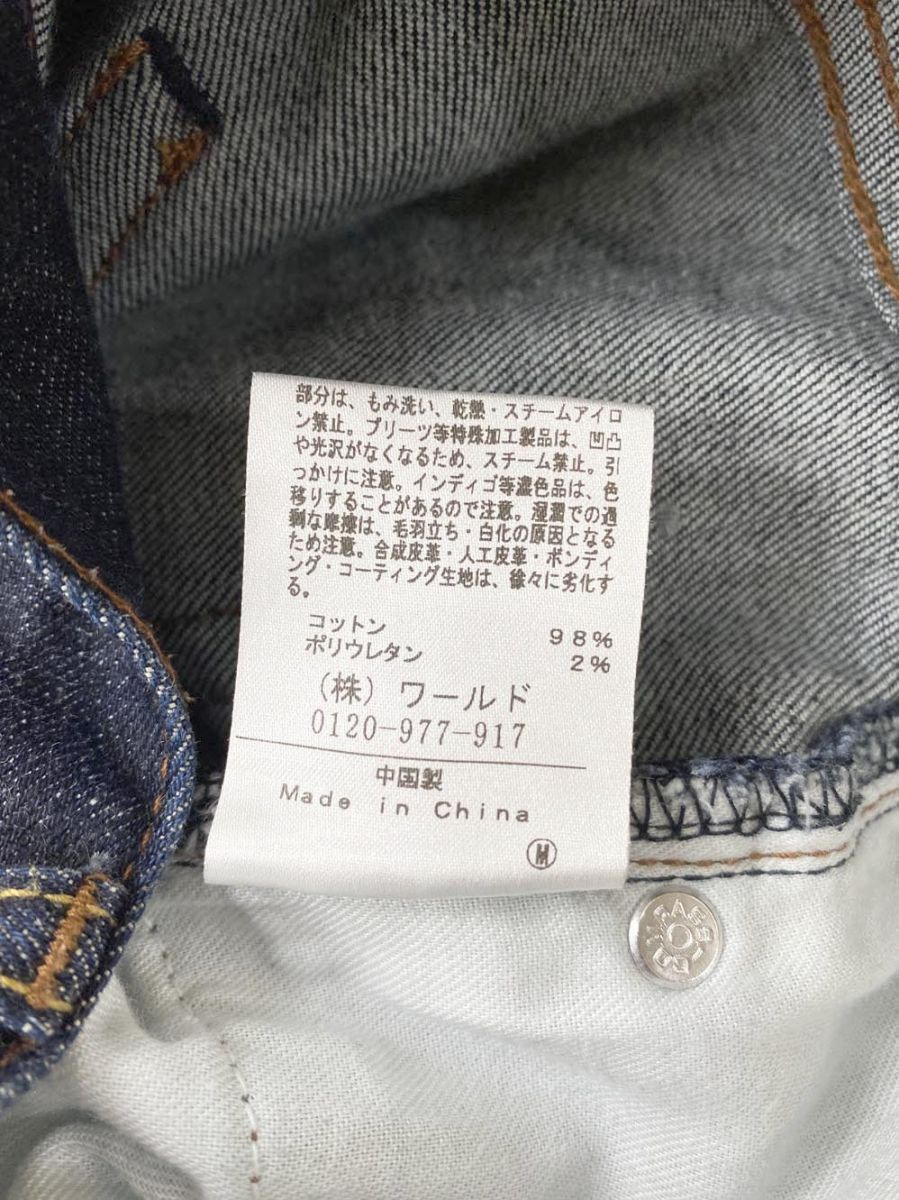 部分は、もみ洗い、乾熱・スチームアイロ
ン禁止。プリーツ等特殊加工製品は、凹凸
や光沢がなくなるため、スチーム禁止。引
っかけに注意。インディゴ等濃色品は、色
移りすることがあるので注意。湿潤での過
剰な摩擦は、毛羽立ち・白化の原因となる
ため注意。合成皮革・人工皮革・ボンディ
ング・コーティング生地は、徐々に劣化す
る。
コットン 98%
ポリウレタン 2%
(株) ワールド
0120-977-917
中国製
Made in China
M